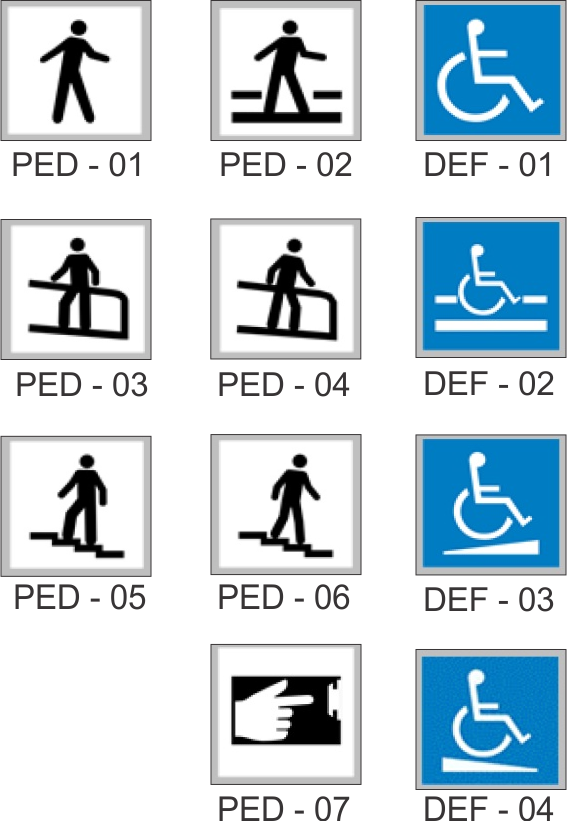 PED - 01
PED - 02
DEF - 01
PED - 03
PED - 04
DEF - 02
PED - 05
PED - 06
DEF - 03
PED - 07
DEF - 04